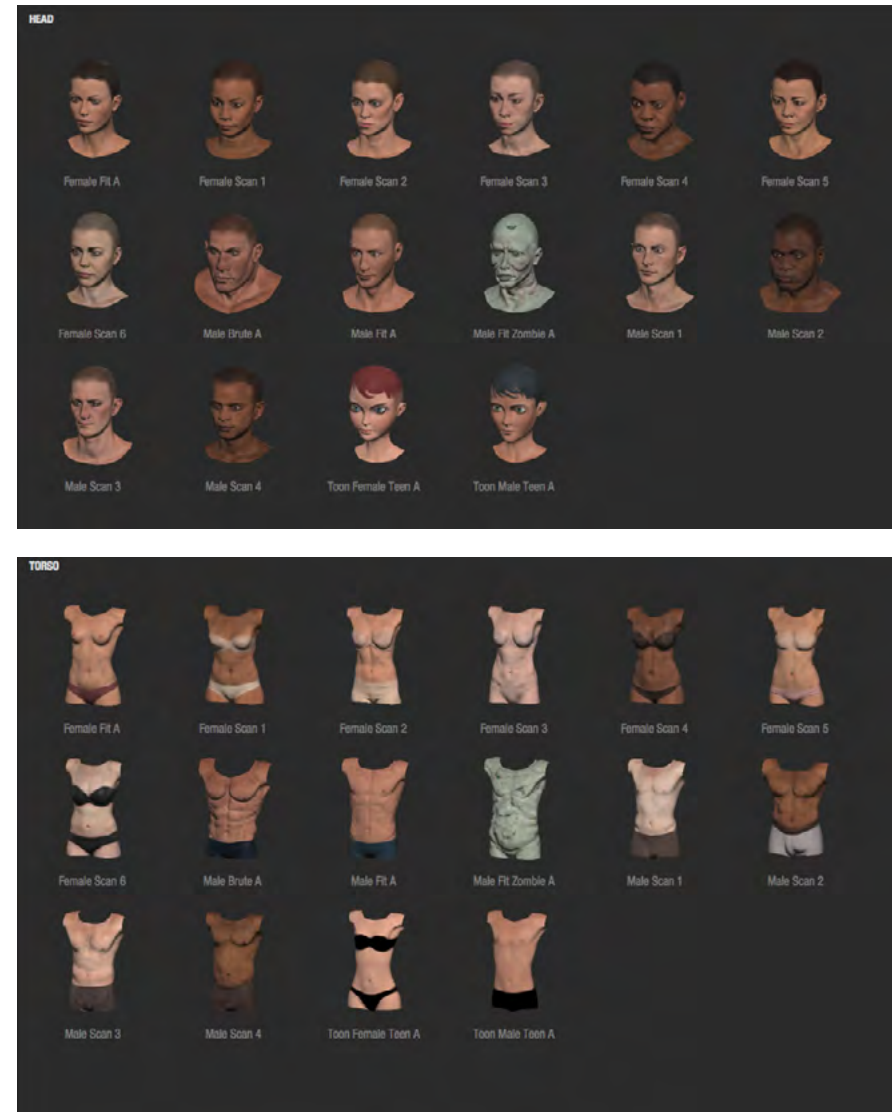 HEAD
Female Fit A Female Scan 1 Female Scan 2 Female Scan 3 Female Scan 4 Female Scan 5
Female Scan 6 Male Brute A Male Fit A Male Fit Zombie A Male Scan 1 Male Scan 2
Male Scan 3 Male Scan 4 Toon Female Teen A Toon Male Teen A
TORSO
Female Fit A Female Scan 1 Female Scan 2 Female Scan 3 Female Scan 4 Female Scan 5
Female Scan 6 Male Brute A Male Fit A Male Fit Zombie A Male Scan 1 Male Scan 2
Male Scan 3 Male Scan 4 Toon Female Teen A Toon Male Teen A